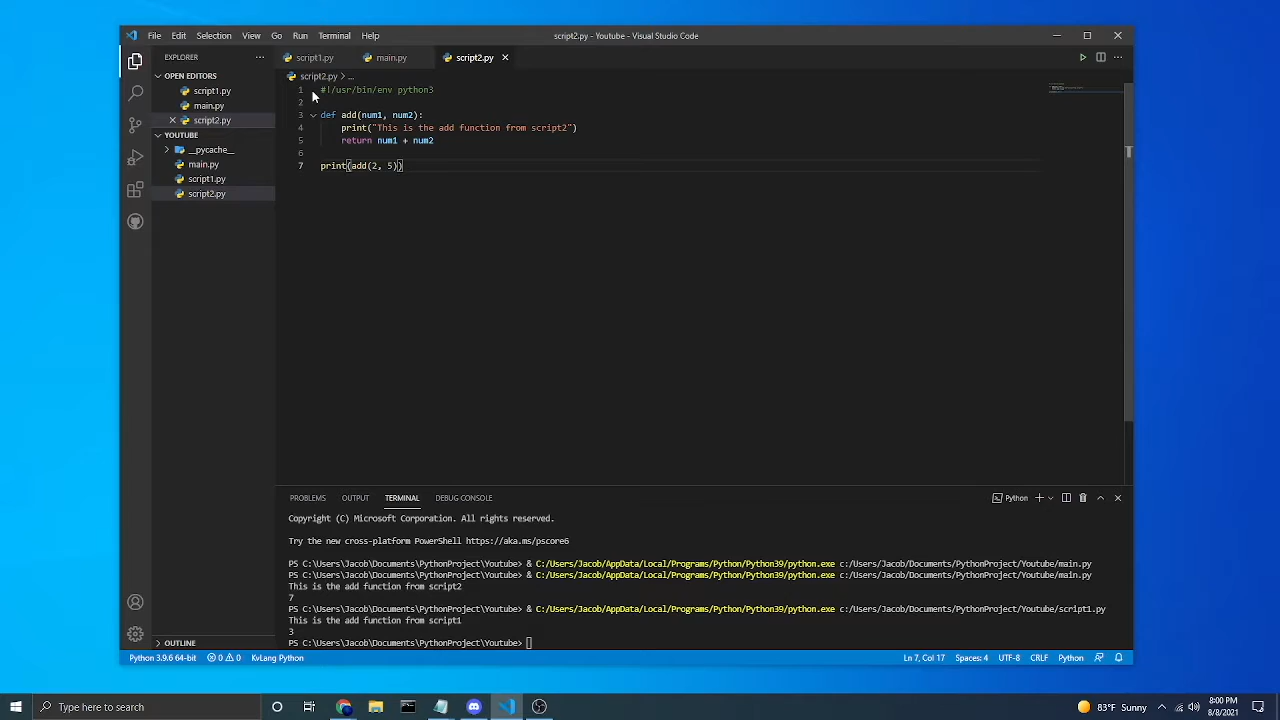 File Edit Selection View Go Run Terminal Help
script2.py - Youtube - Visual Studio Code
EXPLORER
OPEN EDITORS
script1.py
main.py
script2.py
YOUTUBE
__pycache__
main.py
script1.py
script2.py
OUTLINE
script1.py main.py script2.py
script2.py > ...
1 #!/usr/bin/env python3
2
3 def add(num1, num2):
4 print("This is the add function from script2")
5 return num1 + num2
6
7 print(add(2, 5))
PROBLEMS OUTPUT TERMINAL DEBUG CONSOLE
Python
Copyright (C) Microsoft Corporation. All rights reserved.
Try the new cross-platform PowerShell https://aka.ms/pscore6
PS C:\Users\Jacob\Documents\PythonProject\Youtube> & C:/Users/Jacob/AppData/Local/Programs/Python/Python39/python.exe c:/Users/Jacob/Documents/PythonProject/Youtube/main.py
PS C:\Users\Jacob\Documents\PythonProject\Youtube> & C:/Users/Jacob/AppData/Local/Programs/Python/Python39/python.exe c:/Users/Jacob/Documents/PythonProject/Youtube/main.py
This is the add function from script2
7
PS C:\Users\Jacob\Documents\PythonProject\Youtube> & C:/Users/Jacob/AppData/Local/Programs/Python/Python39/python.exe c:/Users/Jacob/Documents/PythonProject/Youtube/script1.py
This is the add function from script1
3
PS C:\Users\Jacob\Documents\PythonProject\Youtube>
Python 3.9.6 64-bit 0 0 KvLang Python
Ln 7, Col 17 Spaces: 4 UTF-8 CRLF Python
Type here to search
83°F Sunny
8:00 PM
8/8/2021